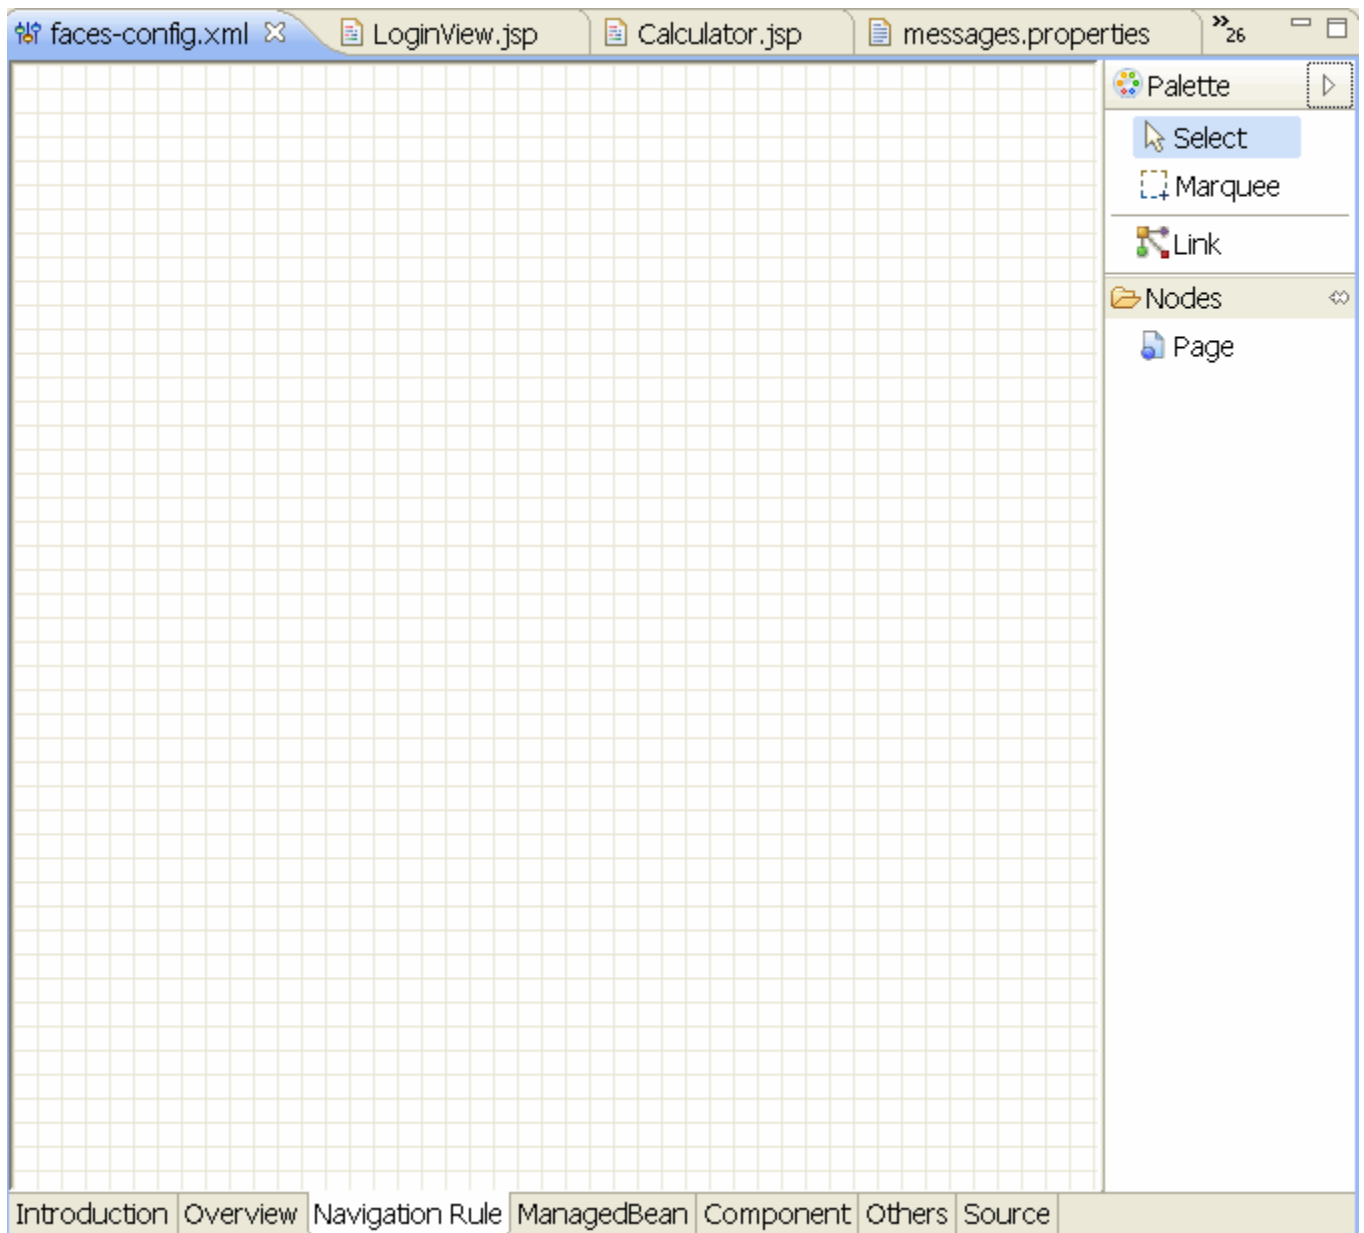 faces-config.xml LoginView.jsp Calculator.jsp messages.properties »26
Palette
Select
Marquee
Link
Nodes
Page
Introduction Overview Navigation Rule ManagedBean Component Others Source